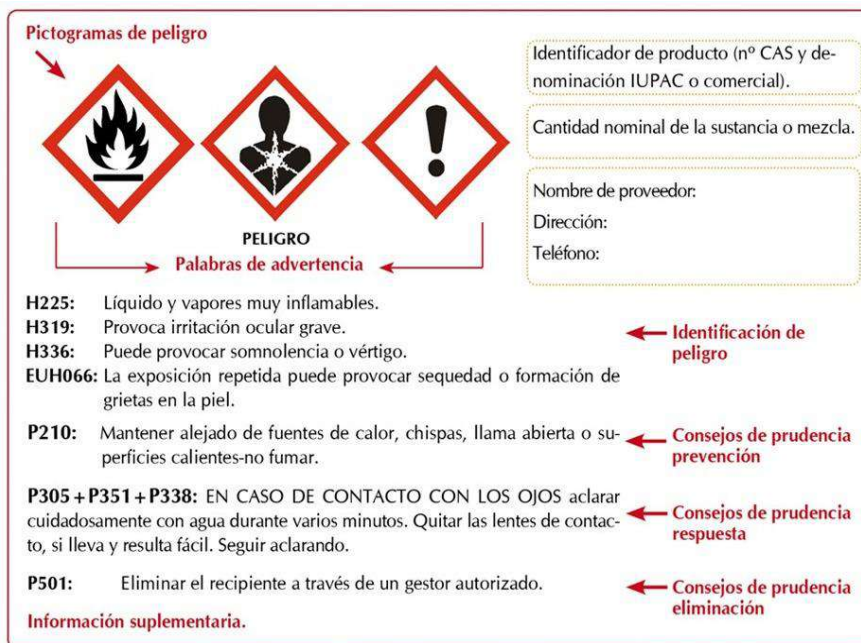 Pictogramas de peligro
Identificador de producto (nº CAS y de-
nominación IUPAC o comercial).
Cantidad nominal de la sustancia o mezcla.
Nombre de proveedor:
Dirección:
Teléfono:
PELIGRO
Palabras de advertencia
H225: Líquido y vapores muy inflamables.
H319: Provoca irritación ocular grave.
H336: Puede provocar somnolencia o vértigo.
EUH066: La exposición repetida puede provocar sequedad o formación de
grietas en la piel.
Identificación de
peligro
P210: Mantener alejado de fuentes de calor, chispas, llama abierta o su-
perficies calientes-no fumar.
Consejos de prudencia
prevención
P305+P351+P338: EN CASO DE CONTACTO CON LOS OJOS aclarar
cuidadosamente con agua durante varios minutos. Quitar las lentes de contac-
to, si lleva y resulta fácil. Seguir aclarando.
Consejos de prudencia
respuesta
P501: Eliminar el recipiente a través de un gestor autorizado.
Consejos de prudencia
eliminación
Información suplementaria.